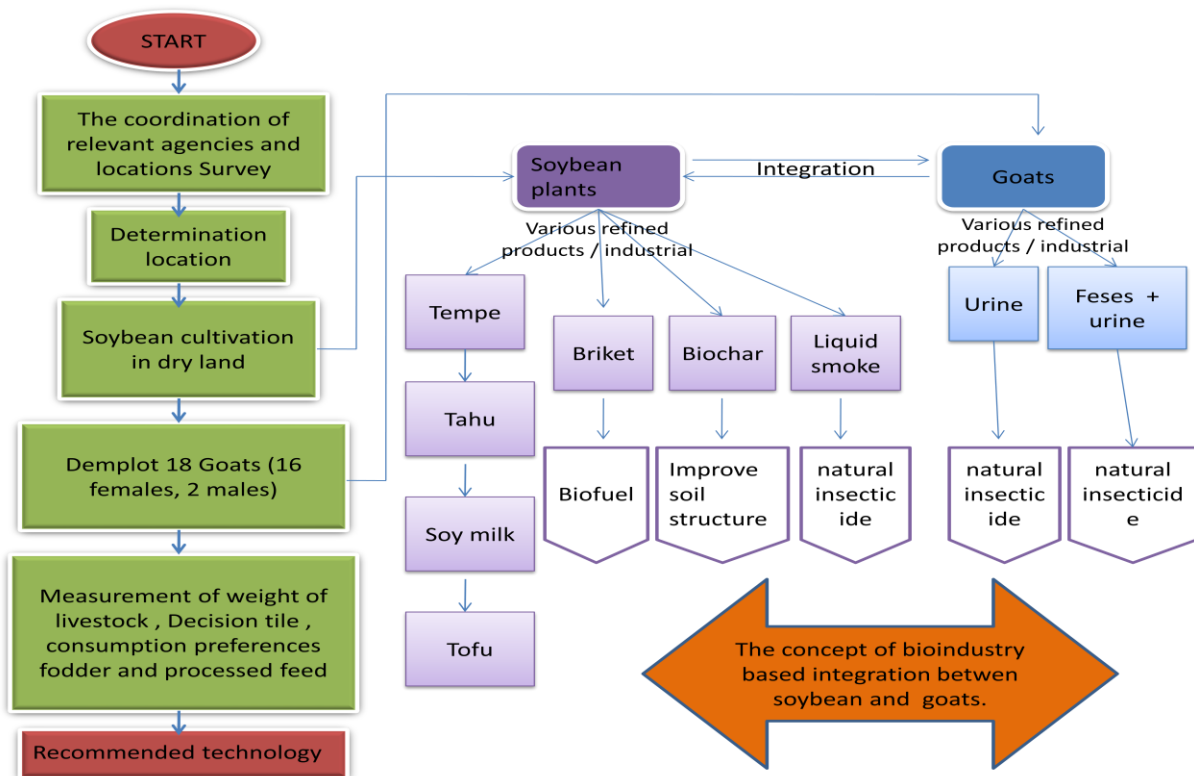 START
The coordination of
relevant agencies and
locations Survey
Determination
location
Soybean cultivation
in dry land
Demplot 18 Goats (16
females, 2 males)
Measurement of weight of
livestock , Decision tile ,
consumption preferences
fodder and processed feed
Recommended technology
Soybean
plants
Integration
Goats
Various refined
products / industrial
Various refined
products / industrial
Tempe
Tahu
Soy milk
Tofu
Briket
Biochar
Liquid
smoke
Urine
Feses +
urine
Biofuel
Improve
soil
structure
natural
insectic
ide
natural
insectic
ide
natural
insecticid
e
The concept of bioindustry
based integration betwen
soybean and goats.